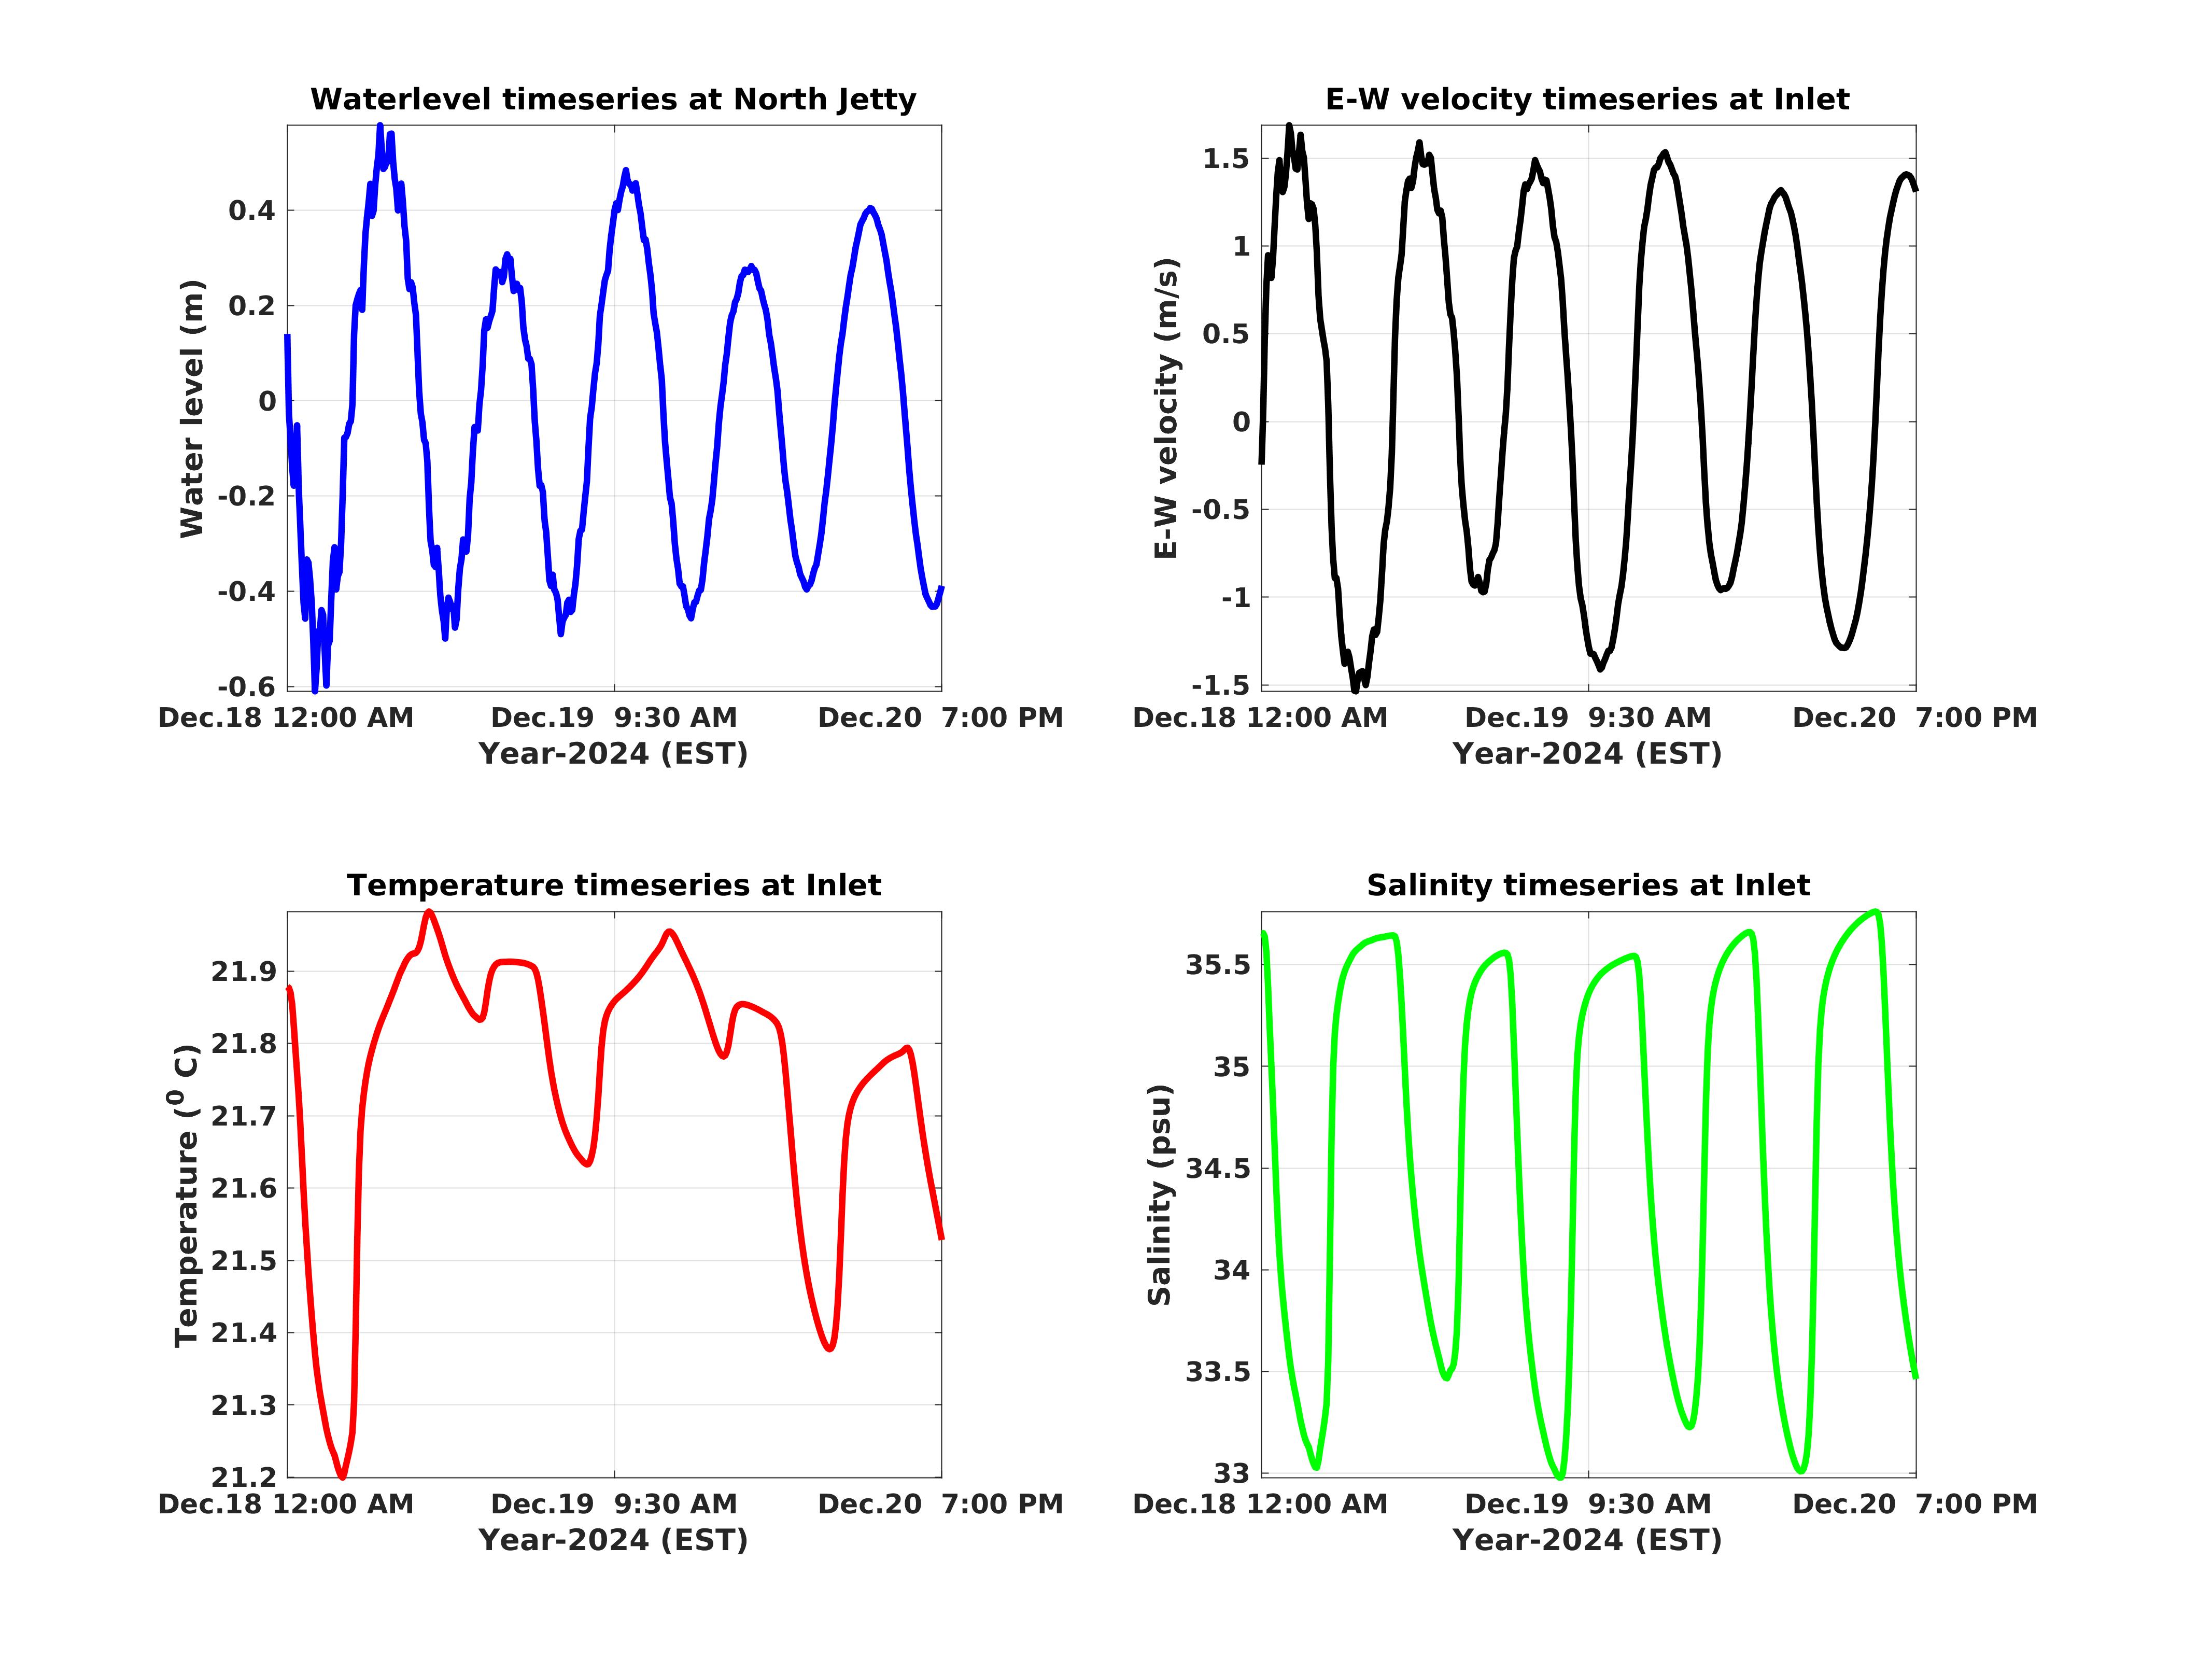 Waterlevel timeseries at North Jetty
Water level (m)
0.4
0.2
0
-0.2
-0.4
-0.6
Dec.18 12:00 AM Dec.19 9:30 AM Dec.20 7:00 PM
Year-2024 (EST)
E-W velocity timeseries at Inlet
E-W velocity (m/s)
1.5
1
0.5
0
-0.5
-1
-1.5
Dec.18 12:00 AM Dec.19 9:30 AM Dec.20 7:00 PM
Year-2024 (EST)
Temperature timeseries at Inlet
Temperature (⁰ C)
21.9
21.8
21.7
21.6
21.5
21.4
21.3
21.2
Dec.18 12:00 AM Dec.19 9:30 AM Dec.20 7:00 PM
Year-2024 (EST)
Salinity timeseries at Inlet
Salinity (psu)
35.5
35
34.5
34
33.5
33
Dec.18 12:00 AM Dec.19 9:30 AM Dec.20 7:00 PM
Year-2024 (EST)